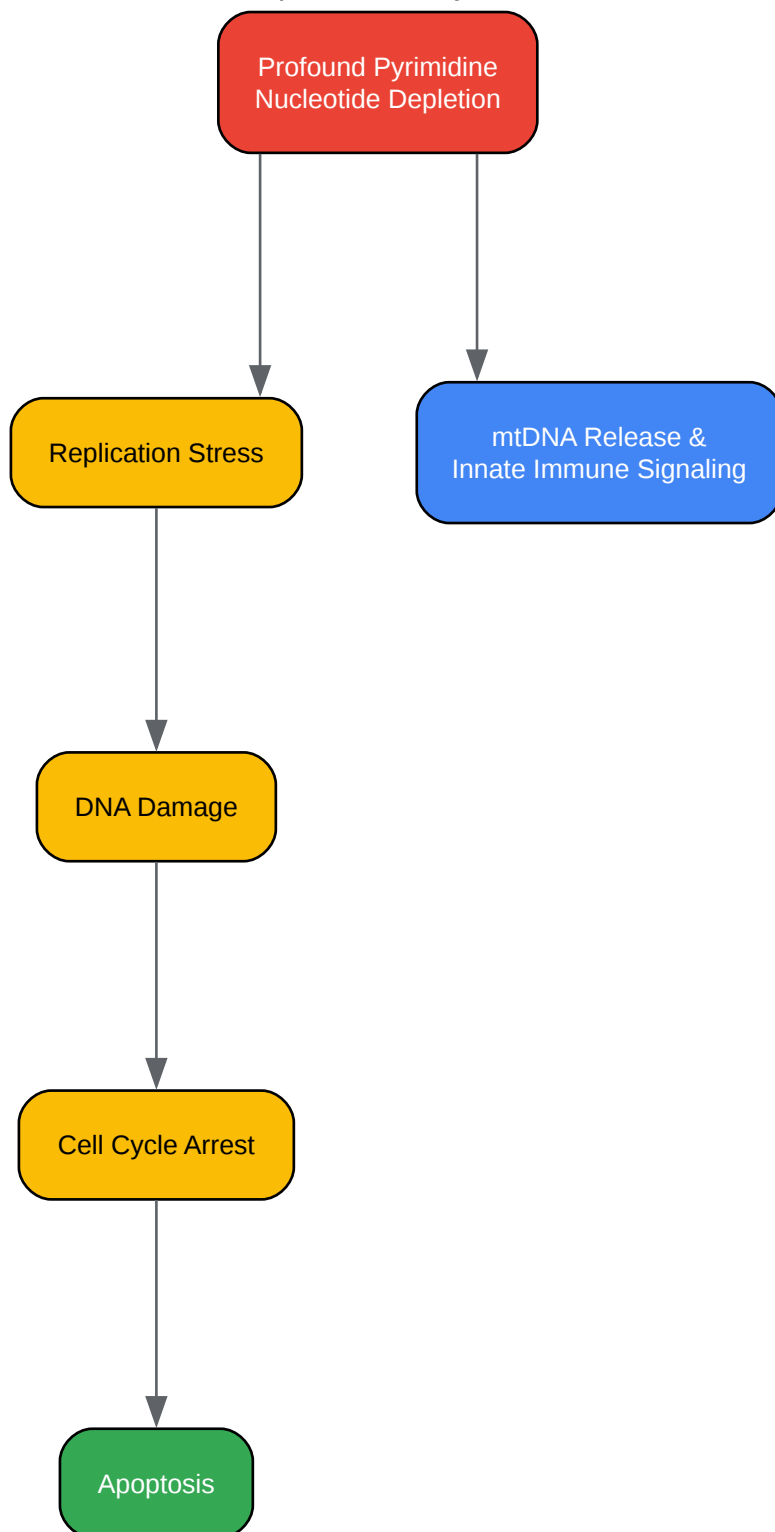 Profound Pyrimidine
Nucleotide Depletion
Replication Stress
mtDNA Release &
Innate Immune Signaling
DNA Damage
Cell Cycle Arrest
Apoptosis